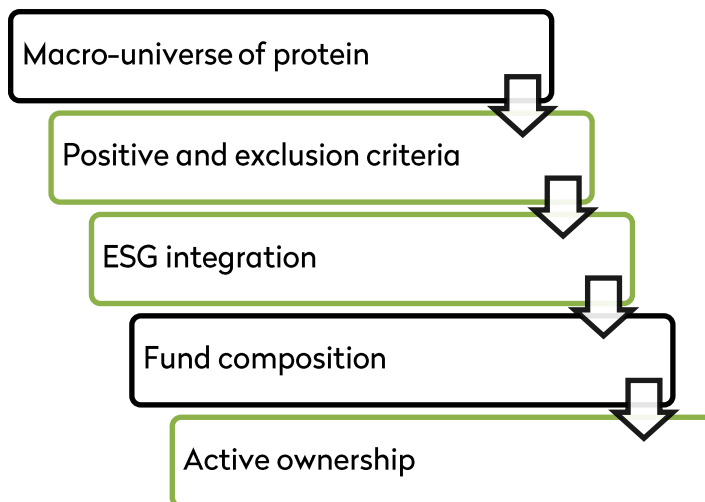 Macro-universe of protein
Positive and exclusion criteria
ESG integration
Fund composition
Active ownership